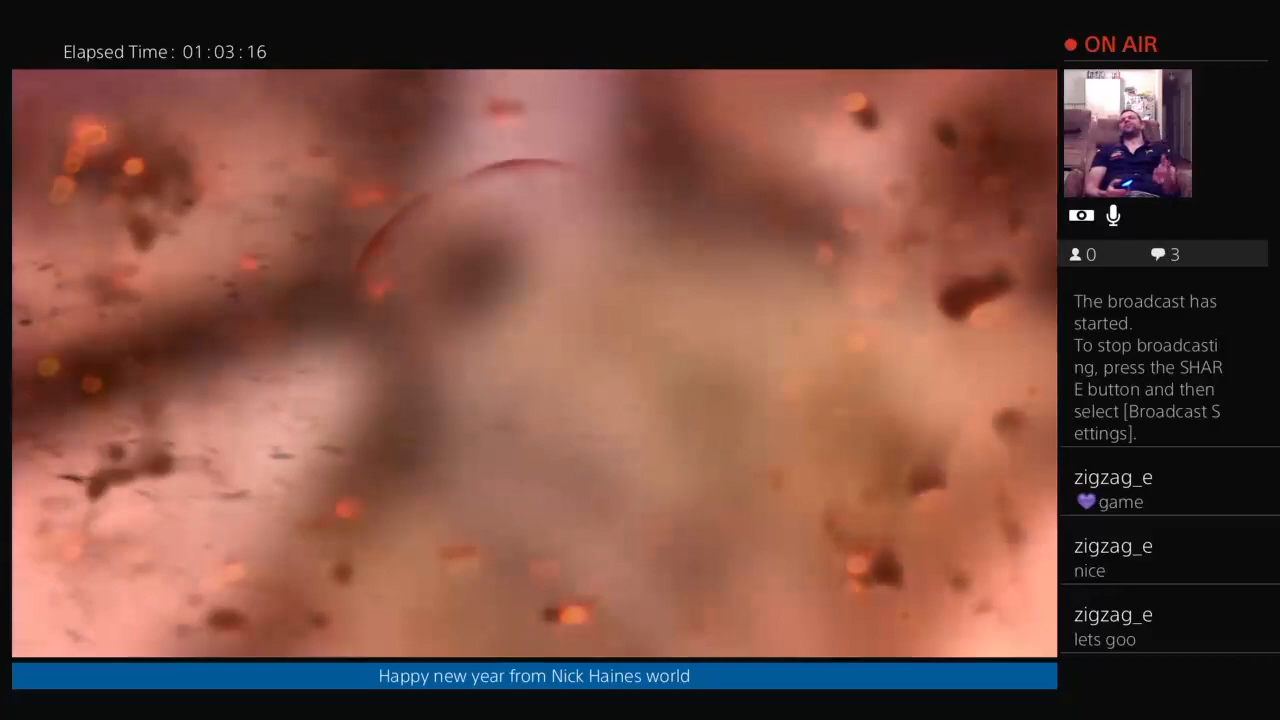 Elapsed Time: 01:03:16
ON AIR
0 3
The broadcast has
started.
To stop broadcasti
ng, press the SHAR
E button and then
select [Broadcast S
ettings].
zigzag_e
💜game
zigzag_e
nice
zigzag_e
lets goo
Happy new year from Nick Haines world